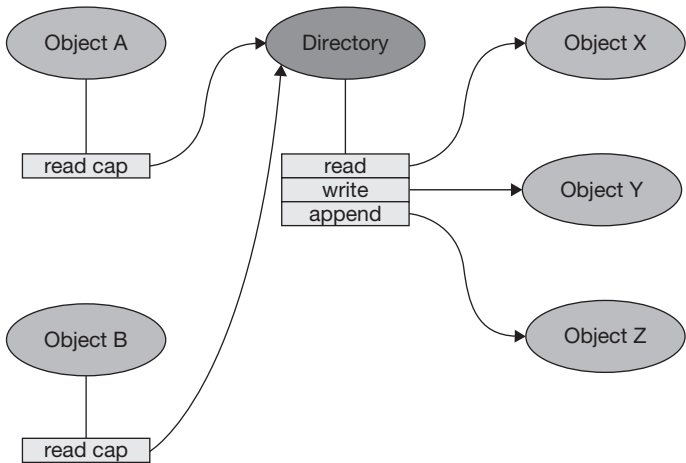 Object A
Directory
Object X
read cap
read
write
append
Object Y
Object B
Object Z
read cap